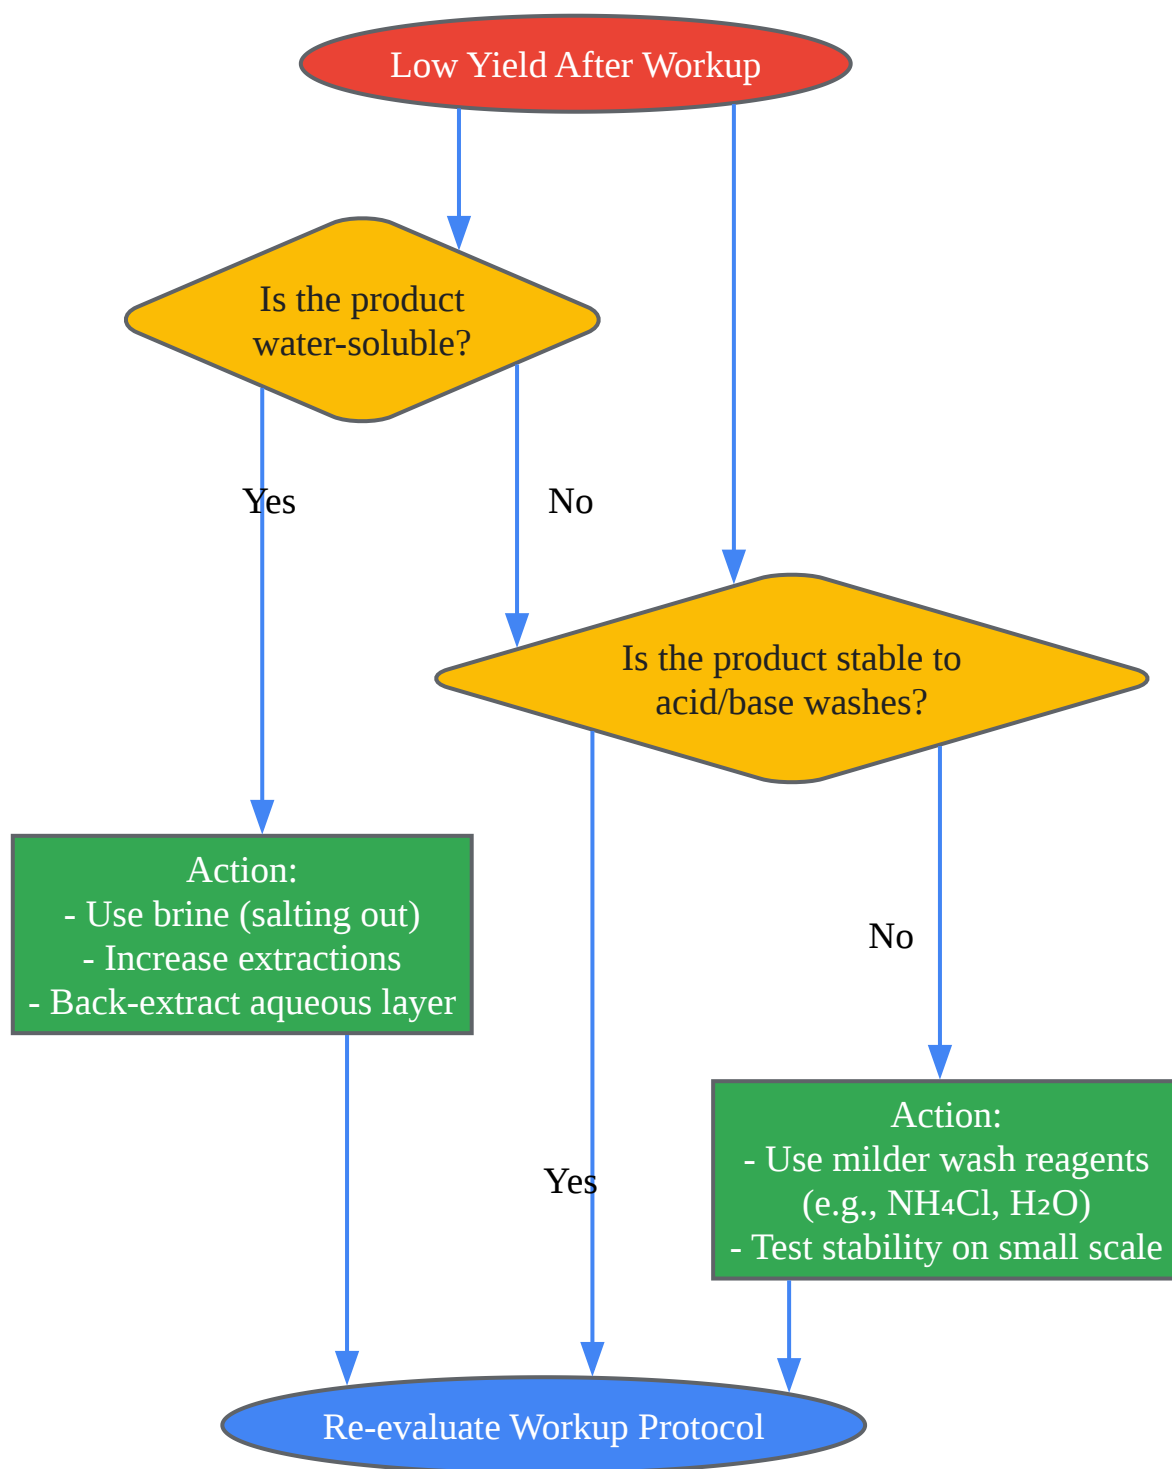 Low Yield After Workup
Is the product
water-soluble?
Yes
No
Is the product stable to
acid/base washes?
Action:
- Use brine (salting out)
- Increase extractions
- Back-extract aqueous layer
No
Action:
- Use milder wash reagents
(e.g., NH₄Cl, H₂O)
- Test stability on small scale
Yes
Re-evaluate Workup Protocol